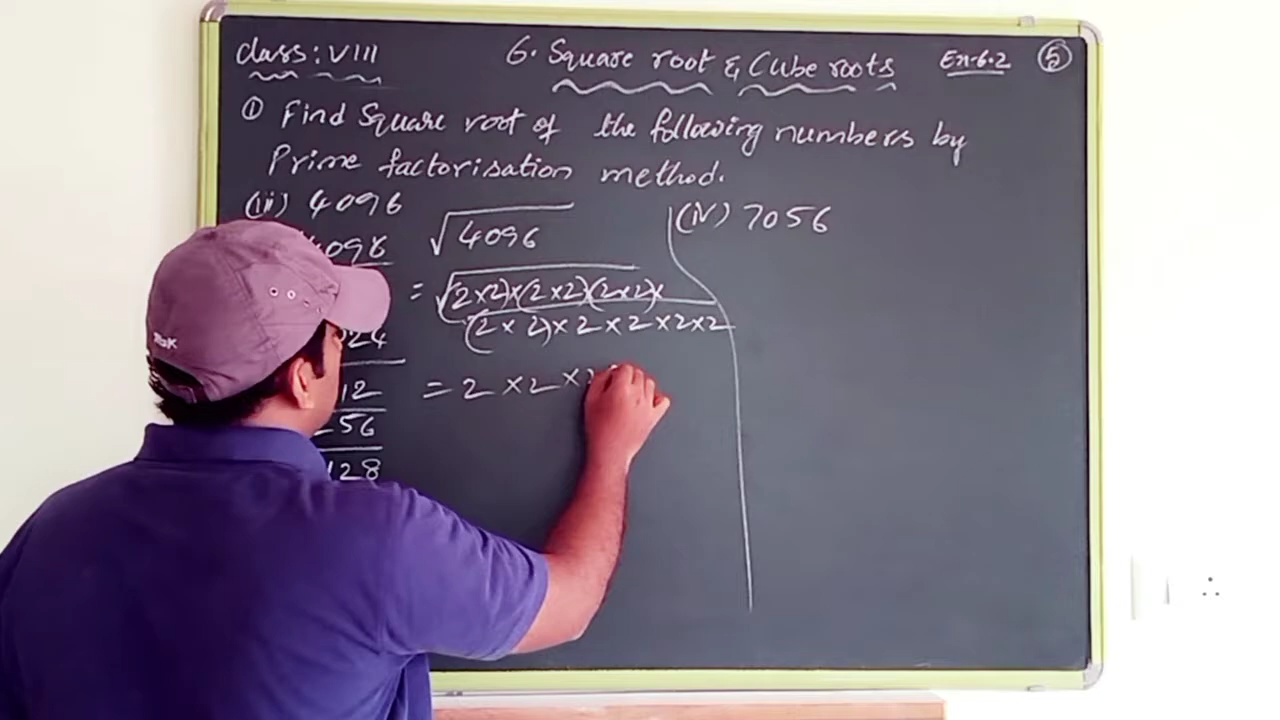 Class: VIII
6. Square root & Cube roots
Ex-6.2
5
① Find Square root of the following numbers by
Prime factorisation method.
(iii) 4096
4096
24
12
56
128
√4096
= √(2×2)×(2×2)(2×2)×
(2×2)×2×2×2×2
= 2×2×
(iv) 7056